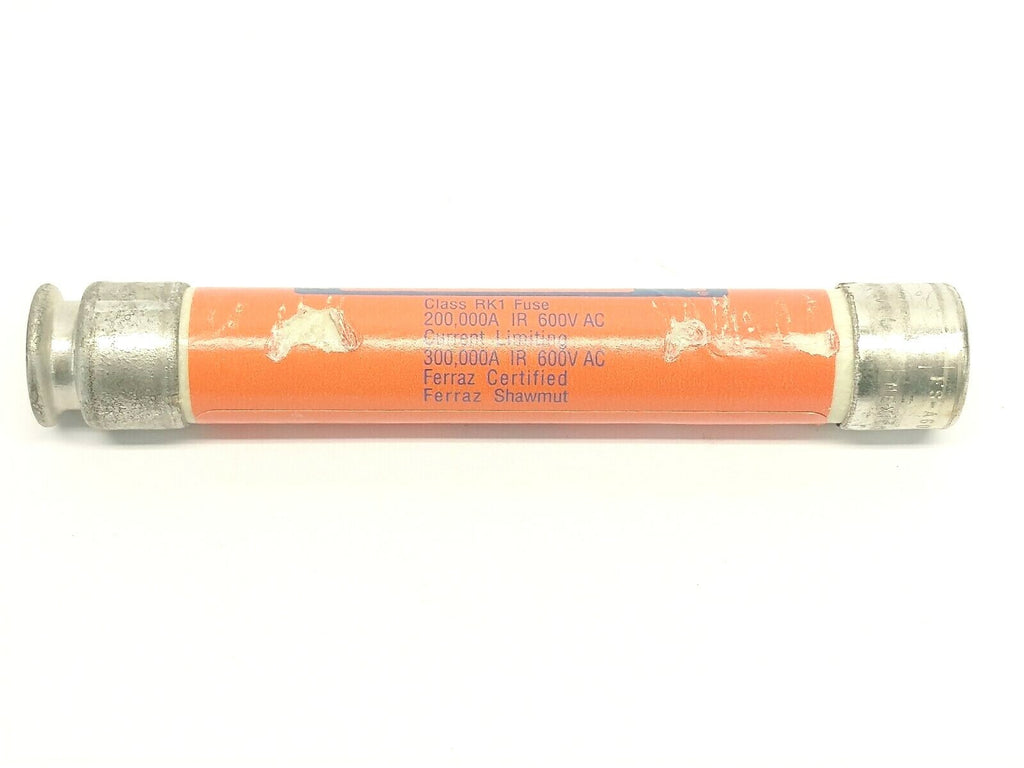 Class RK1 Fuse
200,000A IR 600V AC
Current Limiting
300,000A IR 600V AC
Ferraz Certified
Ferraz Shawmut